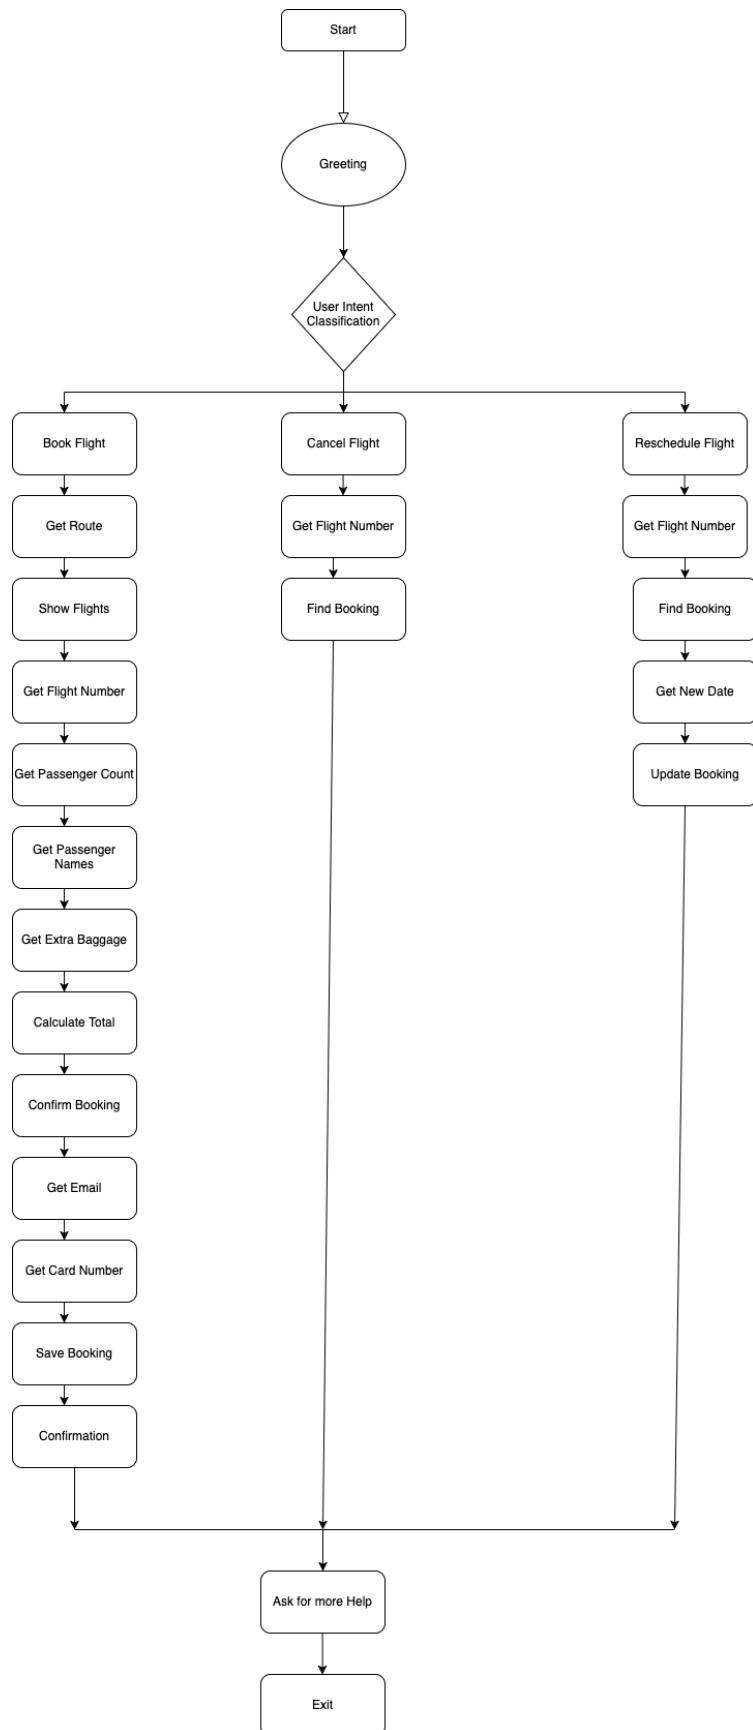 Start
Greeting
User Intent
Classification
Book Flight
Cancel Flight
Reschedule Flight
Get Route
Get Flight Number
Get Flight Number
Show Flights
Find Booking
Find Booking
Get Flight Number
Get New Date
Get Passenger Count
Update Booking
Get Passenger
Names
Get Extra Baggage
Calculate Total
Confirm Booking
Get Email
Get Card Number
Save Booking
Confirmation
Ask for more Help
Exit